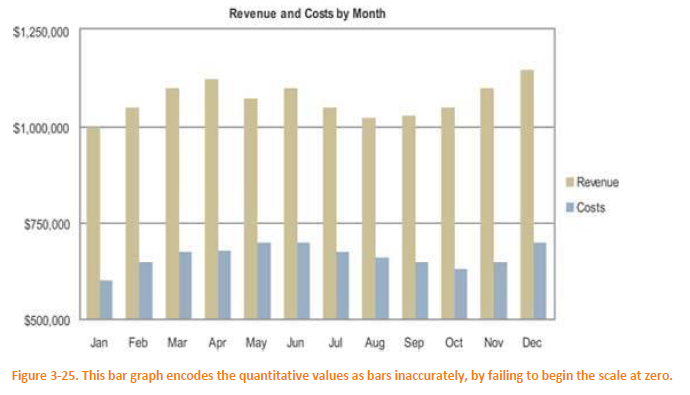 Revenue and Costs by Month
$1,250,000
$1,000,000
$750,000
$500,000
Revenue
Costs
Jan Feb Mar Apr May Jun Jul Aug Sep Oct Nov Dec
Figure 3-25. This bar graph encodes the quantitative values as bars inaccurately, by failing to begin the scale at zero.